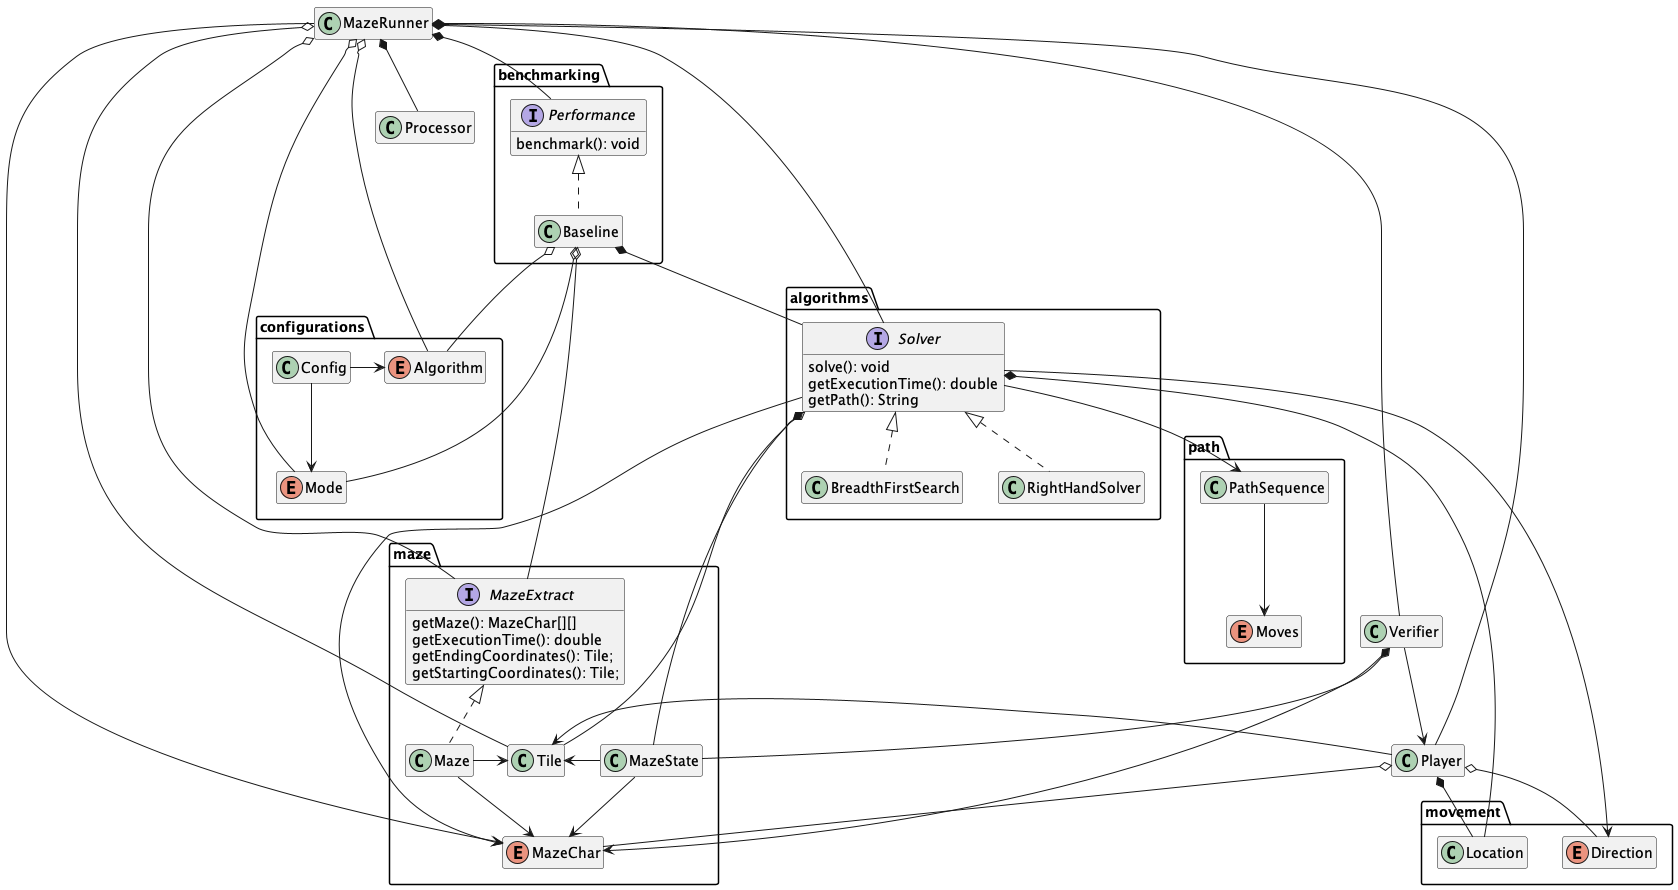 C MazeRunner
benchmarking
I Performance
benchmark(): void
C Processor
C Baseline
algorithms
configurations
I Solver
solve(): void
getExecutionTime(): double
getPath(): String
C Config
E Algorithm
path
E Mode
C BreadthFirstSearch
C RightHandSolver
C PathSequence
maze
I MazeExtract
getMaze(): MazeChar[][]
getExecutionTime(): double
getEndingCoordinates(): Tile;
getStartingCoordinates(): Tile;
E Moves
C Verifier
C Maze
C Tile
C MazeState
C Player
movement
E MazeChar
C Location
E Direction